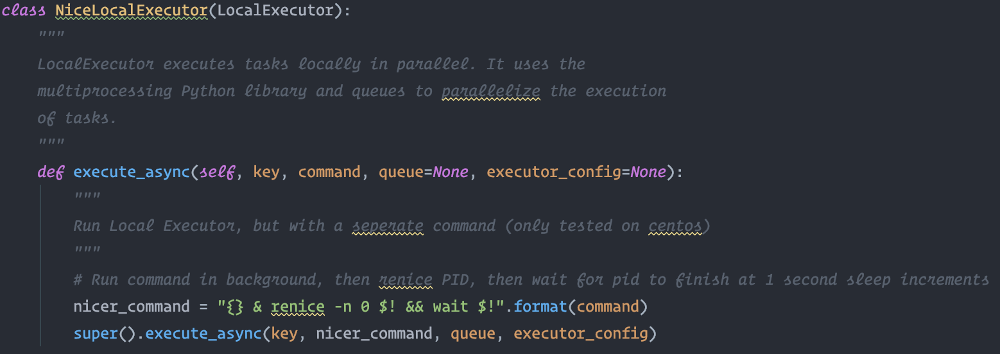 class NiceLocalExecutor(LocalExecutor):
"""
LocalExecutor executes tasks locally in parallel. It uses the
multiprocessing Python library and queues to parallelize the execution
of tasks.
"""
def execute_async(self, key, command, queue=None, executor_config=None):
"""
Run Local Executor, but with a seperate command (only tested on centos)
"""
# Run command in background, then renice PID, then wait for pid to finish at 1 second sleep increments
nicer_command = "{} & renice -n 0 $! && wait $!".format(command)
super().execute_async(key, nicer_command, queue, executor_config)